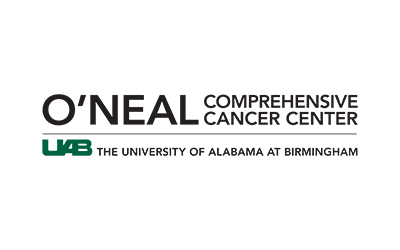 O'NEAL COMPREHENSIVE
CANCER CENTER
UAB THE UNIVERSITY OF ALABAMA AT BIRMINGHAM